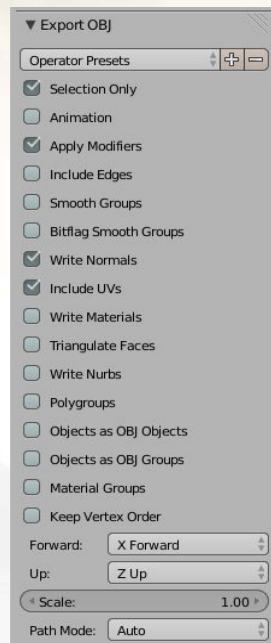 Export OBJ
Operator Presets
Selection Only
Animation
Apply Modifiers
Include Edges
Smooth Groups
Bitflag Smooth Groups
Write Normals
Include UVs
Write Materials
Triangulate Faces
Write Nurbs
Polygroups
Objects as OBJ Objects
Objects as OBJ Groups
Material Groups
Keep Vertex Order
Forward: X Forward
Up: Z Up
Scale: 1.00
Path Mode: Auto